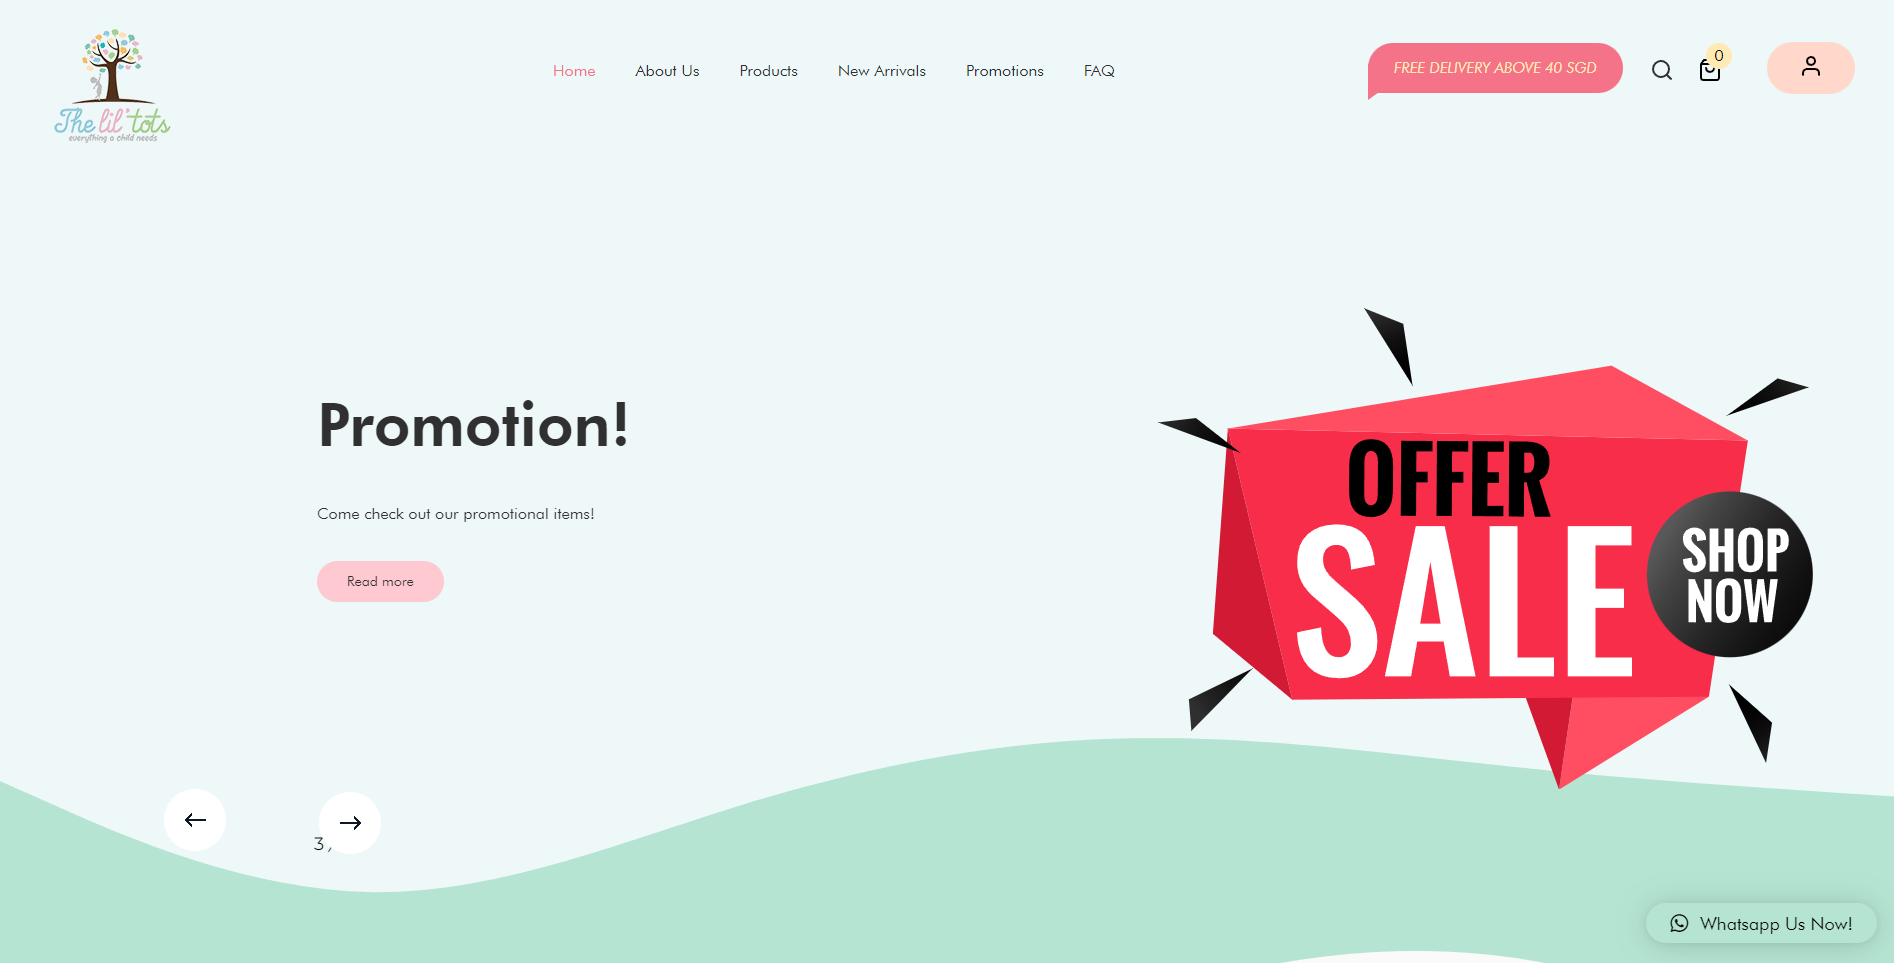 The lil' tots
everything a child needs
Home
About Us
Products
New Arrivals
Promotions
FAQ
FREE DELIVERY ABOVE 40 SGD
0
Promotion!
Come check out our promotional items!
Read more
OFFER
SALE
SHOP
NOW
3 /
Whatsapp Us Now!